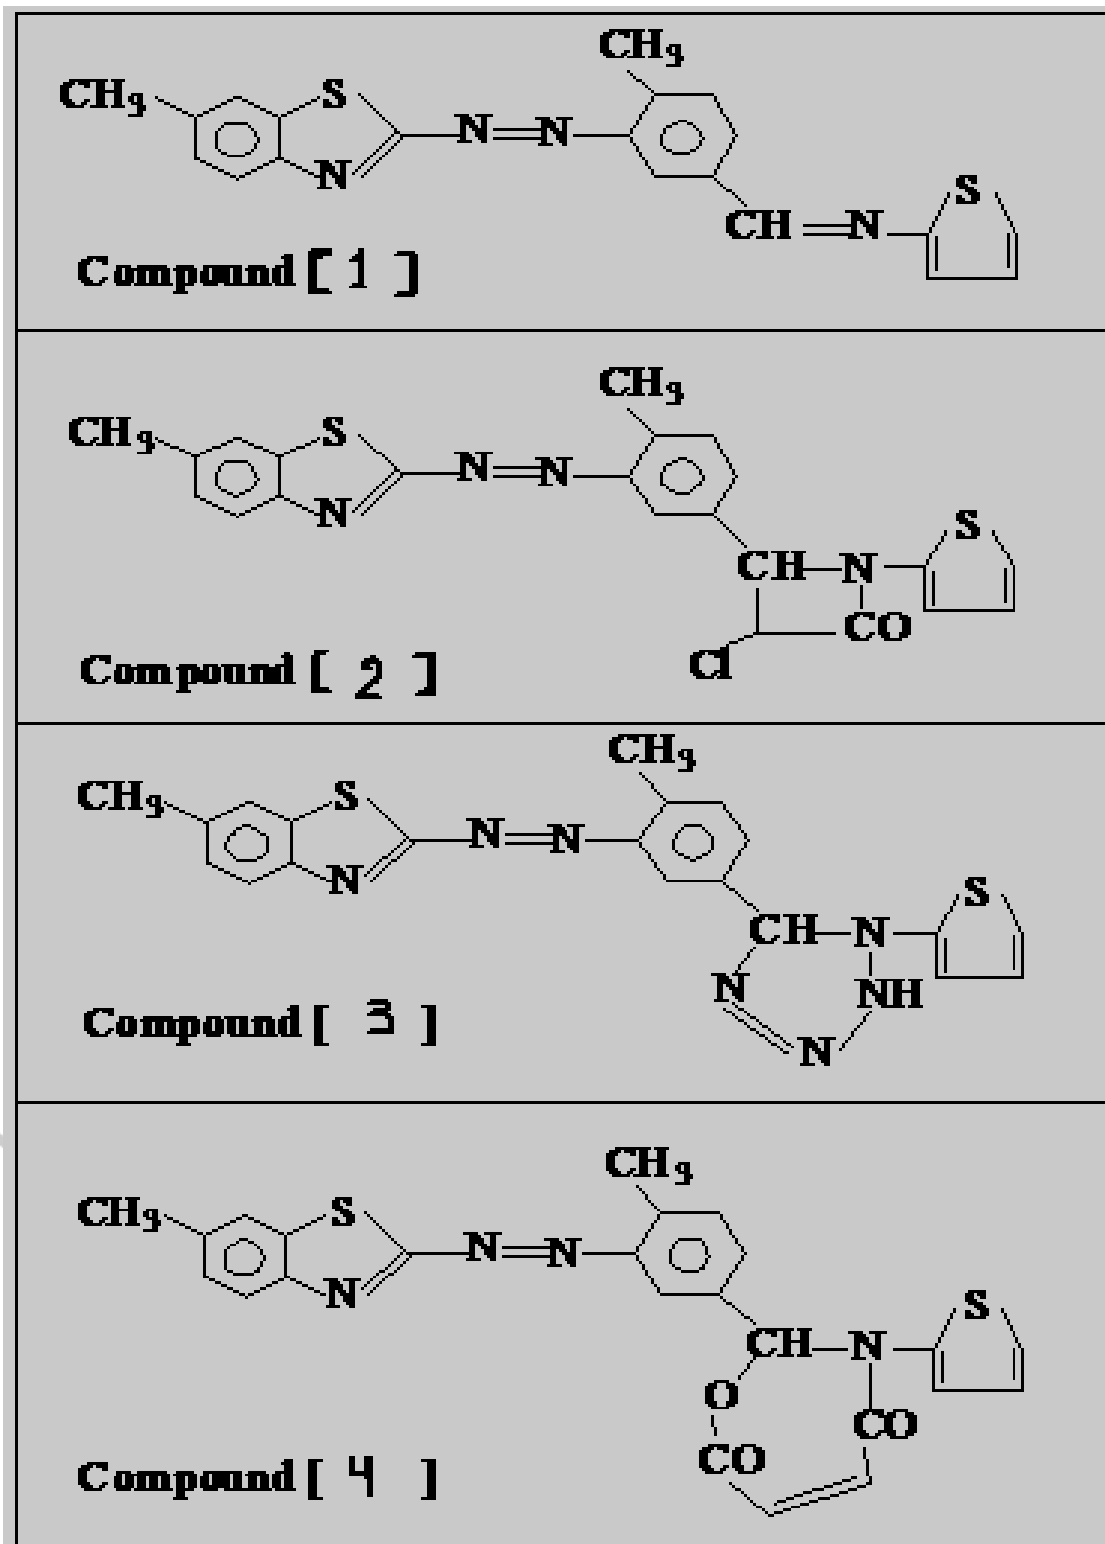 CH₃
CH₃ S N N=N
CH=N S
Compound [ 1 ]
CH₃
CH₃ S N N=N
CH N S
Cl CO
Compound [ 2 ]
CH₃
CH₃ S N N=N
CH N S
N NH
N
Compound [ 3 ]
CH₃
CH₃ S N N=N
CH N S
O CO
CO
Compound [ 4 ]